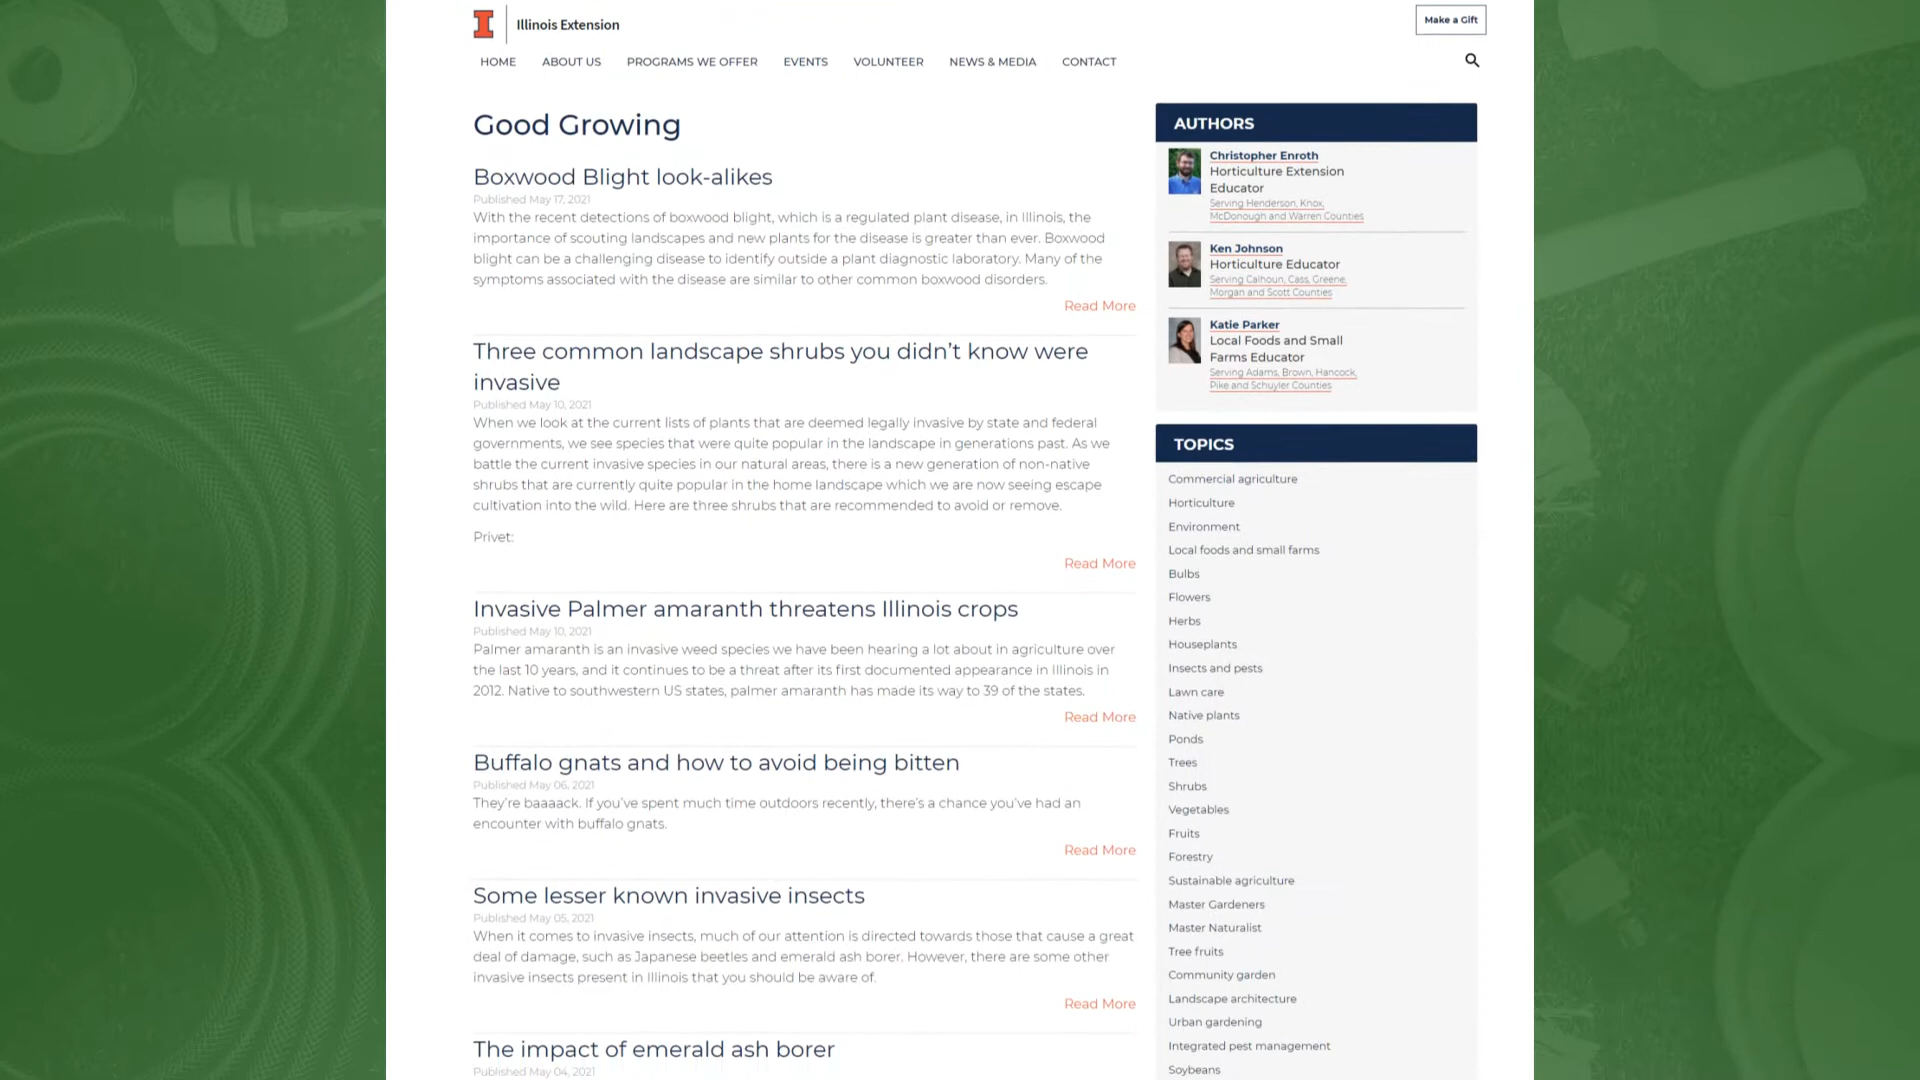 I
Illinois Extension
Make a Gift
HOME ABOUT US PROGRAMS WE OFFER EVENTS VOLUNTEER NEWS & MEDIA CONTACT
Good Growing
Boxwood Blight look-alikes
Published May 17, 2021
With the recent detections of boxwood blight, which is a regulated plant disease, in Illinois, the
importance of scouting landscapes and new plants for the disease is greater than ever. Boxwood
blight can be a challenging disease to identify outside a plant diagnostic laboratory. Many of the
symptoms associated with the disease are similar to other common boxwood disorders.
Read More
Three common landscape shrubs you didn’t know were
invasive
Published May 10, 2021
When we look at the current lists of plants that are deemed legally invasive by state and federal
governments, we see species that were quite popular in the landscape in generations past. As we
battle the current invasive species in our natural areas, there is a new generation of non-native
shrubs that are currently quite popular in the home landscape which we are now seeing escape
cultivation into the wild. Here are three shrubs that are recommended to avoid or remove.
Privet:
Read More
Invasive Palmer amaranth threatens Illinois crops
Published May 10, 2021
Palmer amaranth is an invasive weed species we have been hearing a lot about in agriculture over
the last 10 years, and it continues to be a threat after its first documented appearance in Illinois in
2012. Native to southwestern US states, palmer amaranth has made its way to 39 of the states.
Read More
Buffalo gnats and how to avoid being bitten
Published May 06, 2021
They’re baaaack. If you’ve spent much time outdoors recently, there’s a chance you’ve had an
encounter with buffalo gnats.
Read More
Some lesser known invasive insects
Published May 05, 2021
When it comes to invasive insects, much of our attention is directed towards those that cause a great
deal of damage, such as Japanese beetles and emerald ash borer. However, there are some other
invasive insects present in Illinois that you should be aware of.
Read More
The impact of emerald ash borer
Published May 04, 2021
AUTHORS
Christopher Enroth
Horticulture Extension
Educator
Serving Henderson, Knox,
McDonough and Warren Counties
Ken Johnson
Horticulture Educator
Serving Calhoun, Cass, Greene,
Morgan and Scott Counties
Katie Parker
Local Foods and Small
Farms Educator
Serving Adams, Brown, Hancock,
Pike and Schuyler Counties
TOPICS
Commercial agriculture
Horticulture
Environment
Local foods and small farms
Bulbs
Flowers
Herbs
Houseplants
Insects and pests
Lawn care
Native plants
Ponds
Trees
Shrubs
Vegetables
Fruits
Forestry
Sustainable agriculture
Master Gardeners
Master Naturalist
Tree fruits
Community garden
Landscape architecture
Urban gardening
Integrated pest management
Soybeans